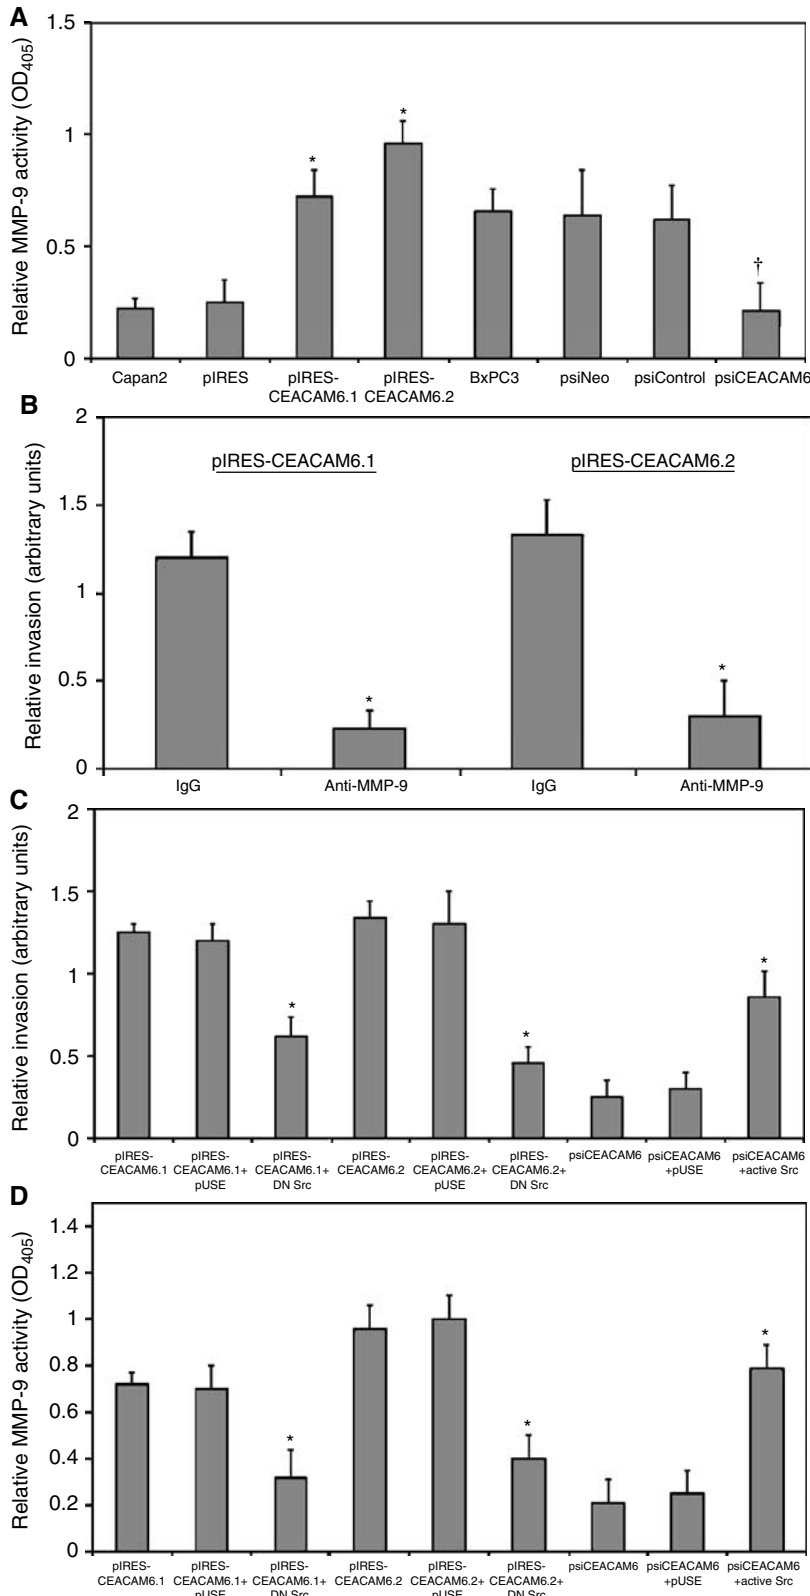 A
Relative MMP-9 activity (OD405)
1.5
1
0.5
0
*
*
†
Capan2
pIRES
pIRES-
CEACAM6.1
pIRES-
CEACAM6.2
BxPC3
psiNeo
psiControl
psiCEACAM6
B
Relative invasion (arbitrary units)
2
1.5
1
0.5
0
pIRES-CEACAM6.1
pIRES-CEACAM6.2
*
*
IgG
Anti-MMP-9
IgG
Anti-MMP-9
C
Relative invasion (arbitrary units)
2
1.5
1
0.5
0
*
*
*
pIRES-
CEACAM6.1
pIRES-
CEACAM6.1+
pUSE
pIRES-
CEACAM6.1+
DN Src
pIRES-
CEACAM6.2
pIRES-
CEACAM6.2+
pUSE
pIRES-
CEACAM6.2+
DN Src
psiCEACAM6
psiCEACAM6
+pUSE
psiCEACAM6
+active Src
D
Relative MMP-9 activity (OD405)
1.4
1.2
1
0.8
0.6
0.4
0.2
0
*
*
*
pIRES-
CEACAM6.1
pIRES-
CEACAM6.1+
pUSE
pIRES-
CEACAM6.1+
DN Src
pIRES-
CEACAM6.2
pIRES-
CEACAM6.2+
pUSE
pIRES-
CEACAM6.2+
DN Src
psiCEACAM6
psiCEACAM6
+pUSE
psiCEACAM6
+active Src